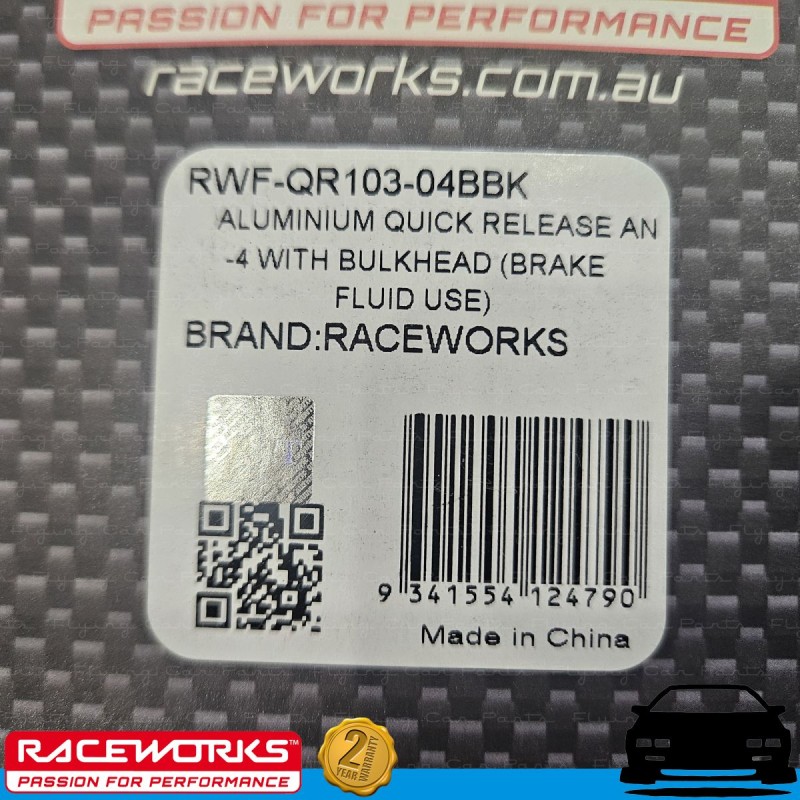 PASSION FOR PERFORMANCE
raceworks.com.au
RWF-QR103-04BBK
ALUMINIUM QUICK RELEASE AN
-4 WITH BULKHEAD (BRAKE
FLUID USE)
BRAND:RACEWORKS
9 341554 124790
Made in China
RACEWORKS™
PASSION FOR PERFORMANCE
2
YEAR WARRANTY